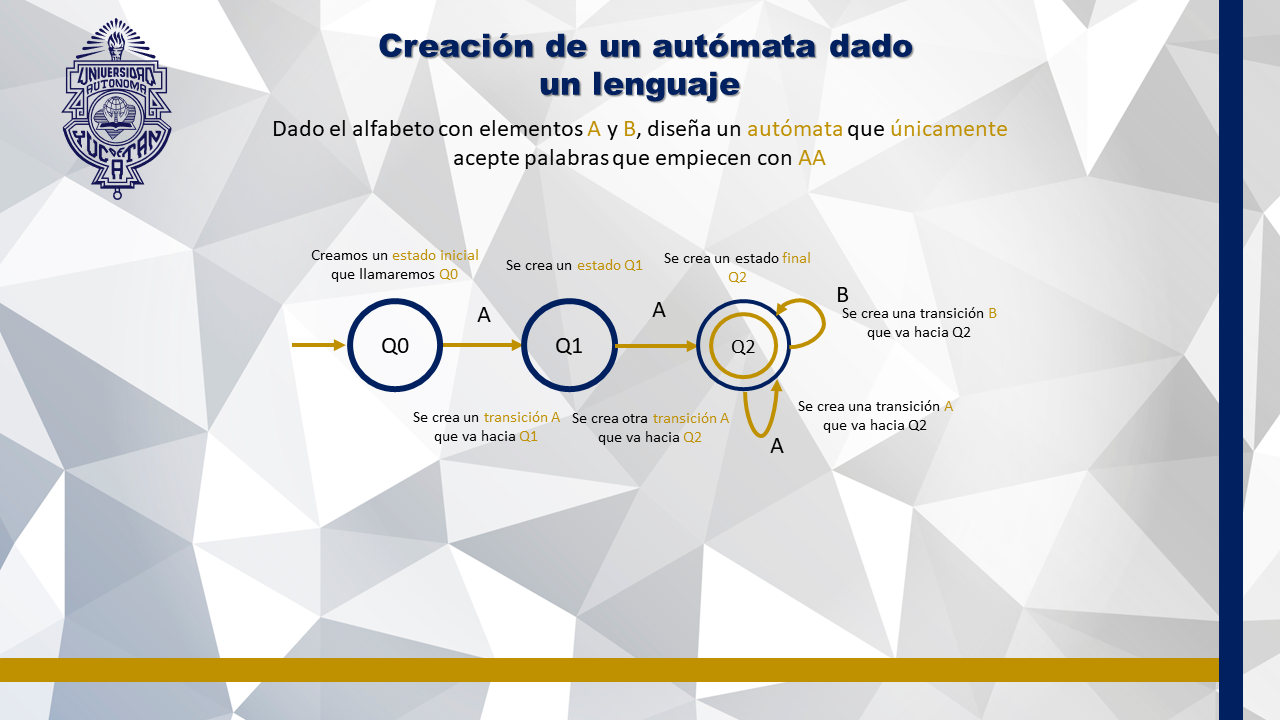 UNIVERSIDAD
AUTONOMA
DE
YUCATAN
Creación de un autómata dado
un lenguaje
Dado el alfabeto con elementos A y B, diseña un autómata que únicamente
acepte palabras que empiecen con AA
Creamos un estado inicial
que llamaremos Q0
Se crea un estado Q1
Se crea un estado final
Q2
A
A
B
Se crea una transición B
que va hacia Q2
Q0
Q1
Q2
Se crea un transición A
que va hacia Q1
Se crea otra transición A
que va hacia Q2
Se crea una transición A
que va hacia Q2
A